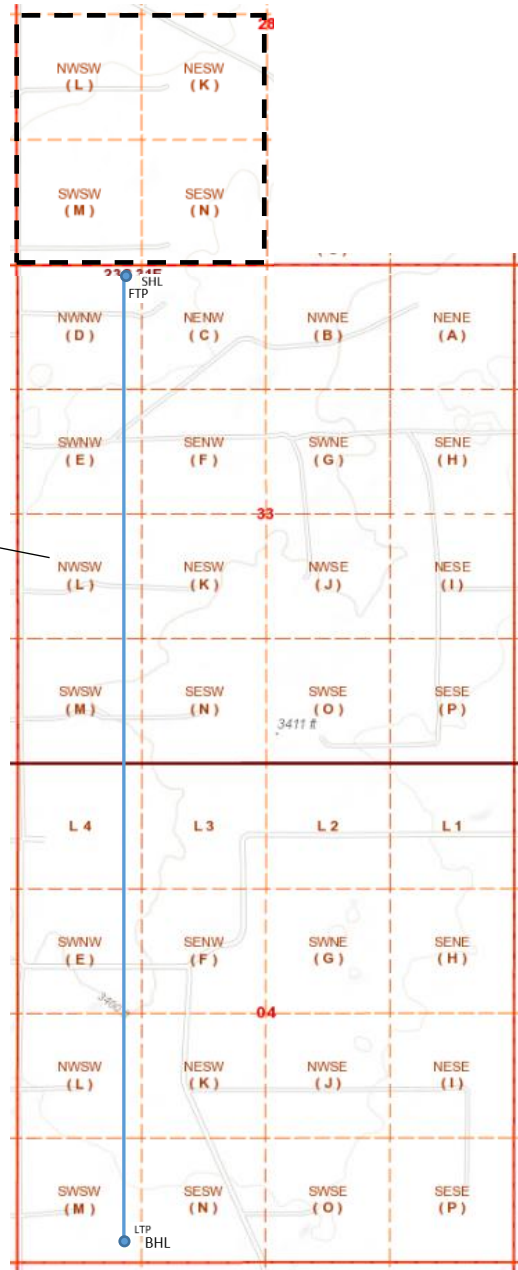 28
NWSW NESW
(L) (K)
SWSW SESW
(M) (N)
SHL
FTP
NWNW NENW NWNE NENE
(D) (C) (B) (A)
SWNW SENW SWNE SENE
(E) (F) (G) (H)
33
NWSW NESW NWSE NESE
(L) (K) (J) (I)
SWSW SESW SWSE SESE
(M) (N) (O) (P)
3411 ft
L 4 L 3 L 2 L 1
SWNW SENW SWNE SENE
(E) (F) (G) (H)
04
NWSW NESW NWSE NESE
(L) (K) (J) (I)
SWSW SESW SWSE SESE
(M) (N) (O) (P)
LTP
BHL